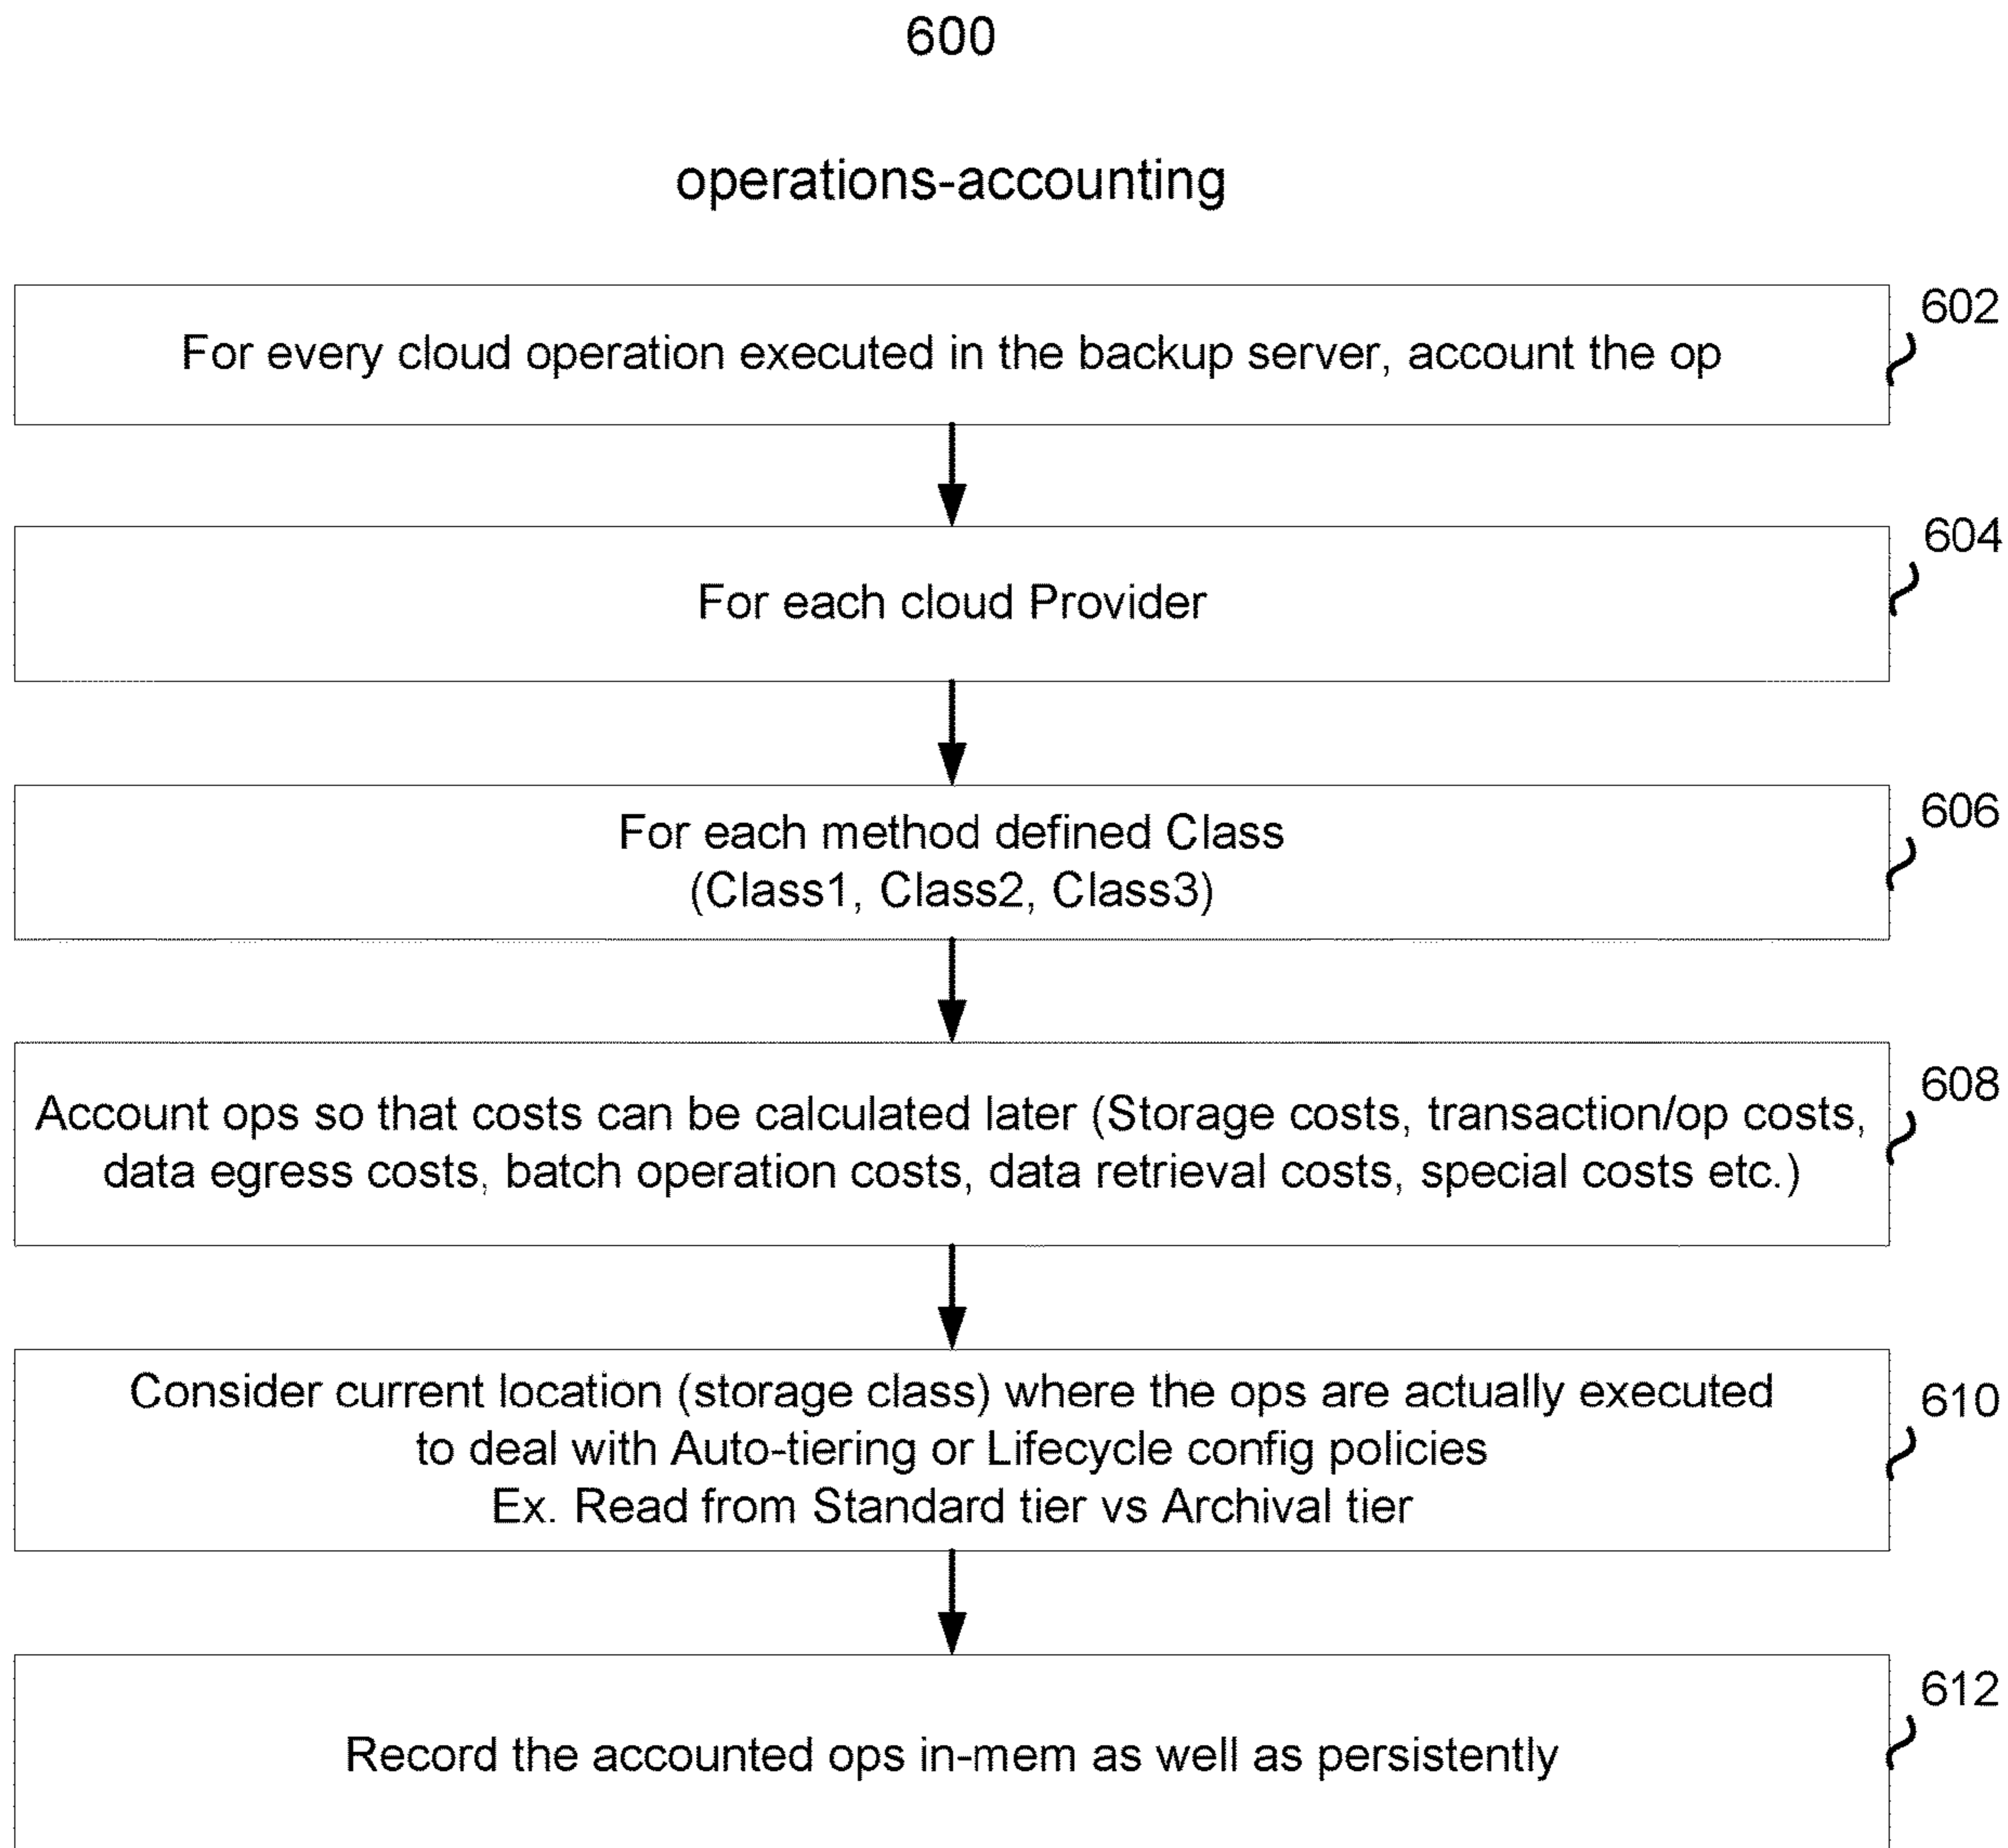 600
operations-accounting
602
For every cloud operation executed in the backup server, account the op
604
For each cloud Provider
606
For each method defined Class
(Class1, Class2, Class3)
608
Account ops so that costs can be calculated later (Storage costs, transaction/op costs,
data egress costs, batch operation costs, data retrieval costs, special costs etc.)
610
Consider current location (storage class) where the ops are actually executed
to deal with Auto-tiering or Lifecycle config policies
Ex. Read from Standard tier vs Archival tier
612
Record the accounted ops in-mem as well as persistently